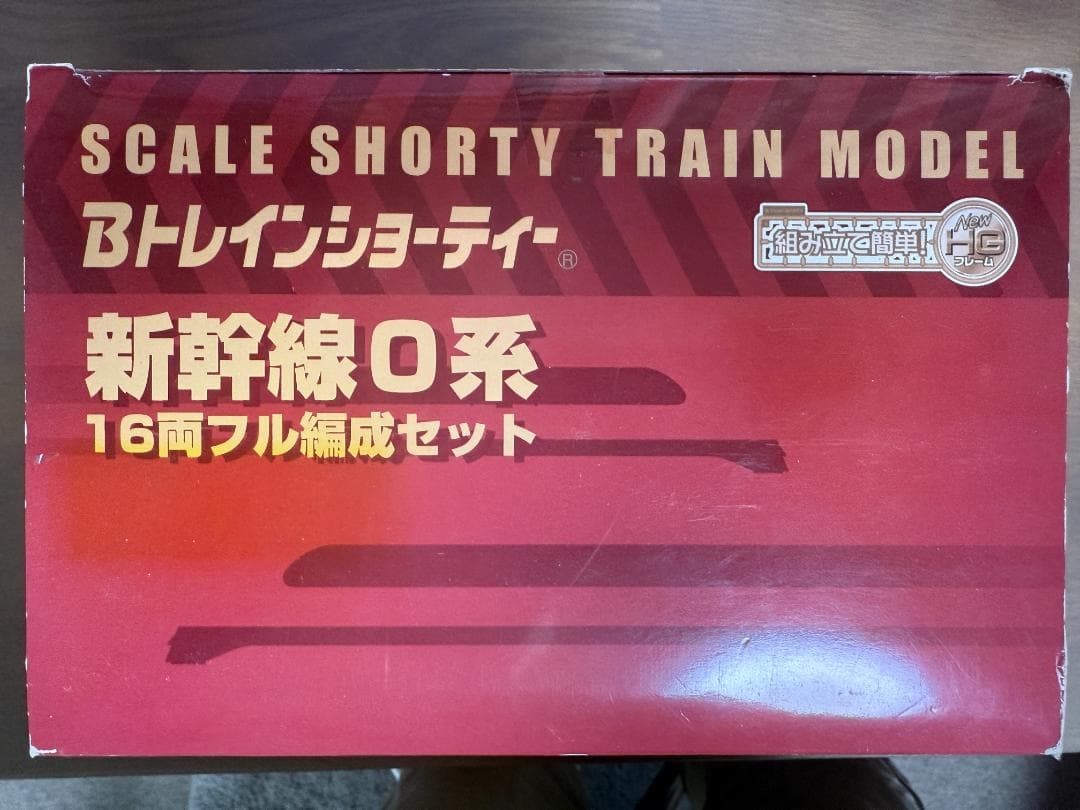 SCALE SHORTY TRAIN MODEL
Bトレインショーティー®
組み立て簡単!
New
HG
フレーム
新幹線0系
16両フル編成セット